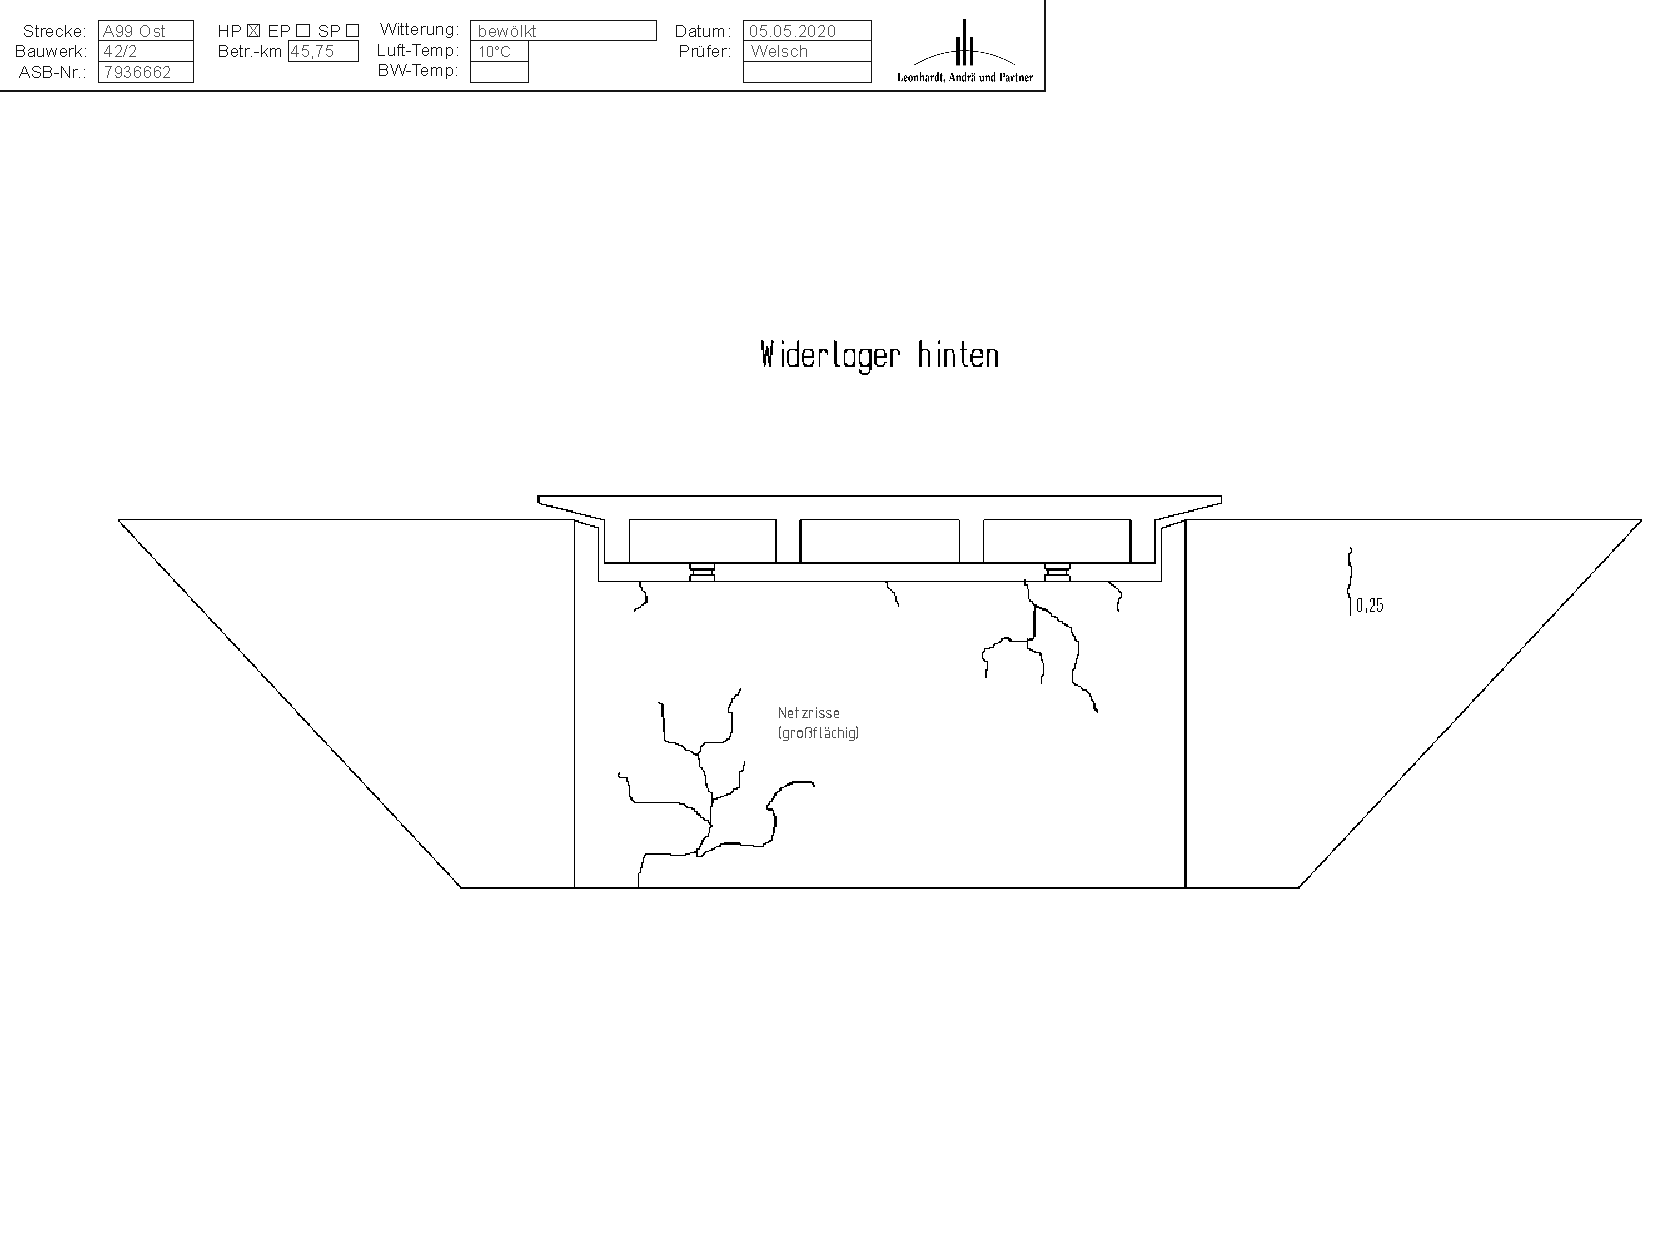 Strecke: A99 Ost HP ☒ EP ☐ SP ☐ Witterung: bewölkt Datum: 05.05.2020
Bauwerk: 42/2 Betr.-km 45,75 Luft-Temp: 10°C Prüfer: Welsch
ASB-Nr.: 7936662 BW-Temp:
Leonhardt, Andrä und Partner
Widerlager hinten
0,25
Netzrisse
(großflächig)